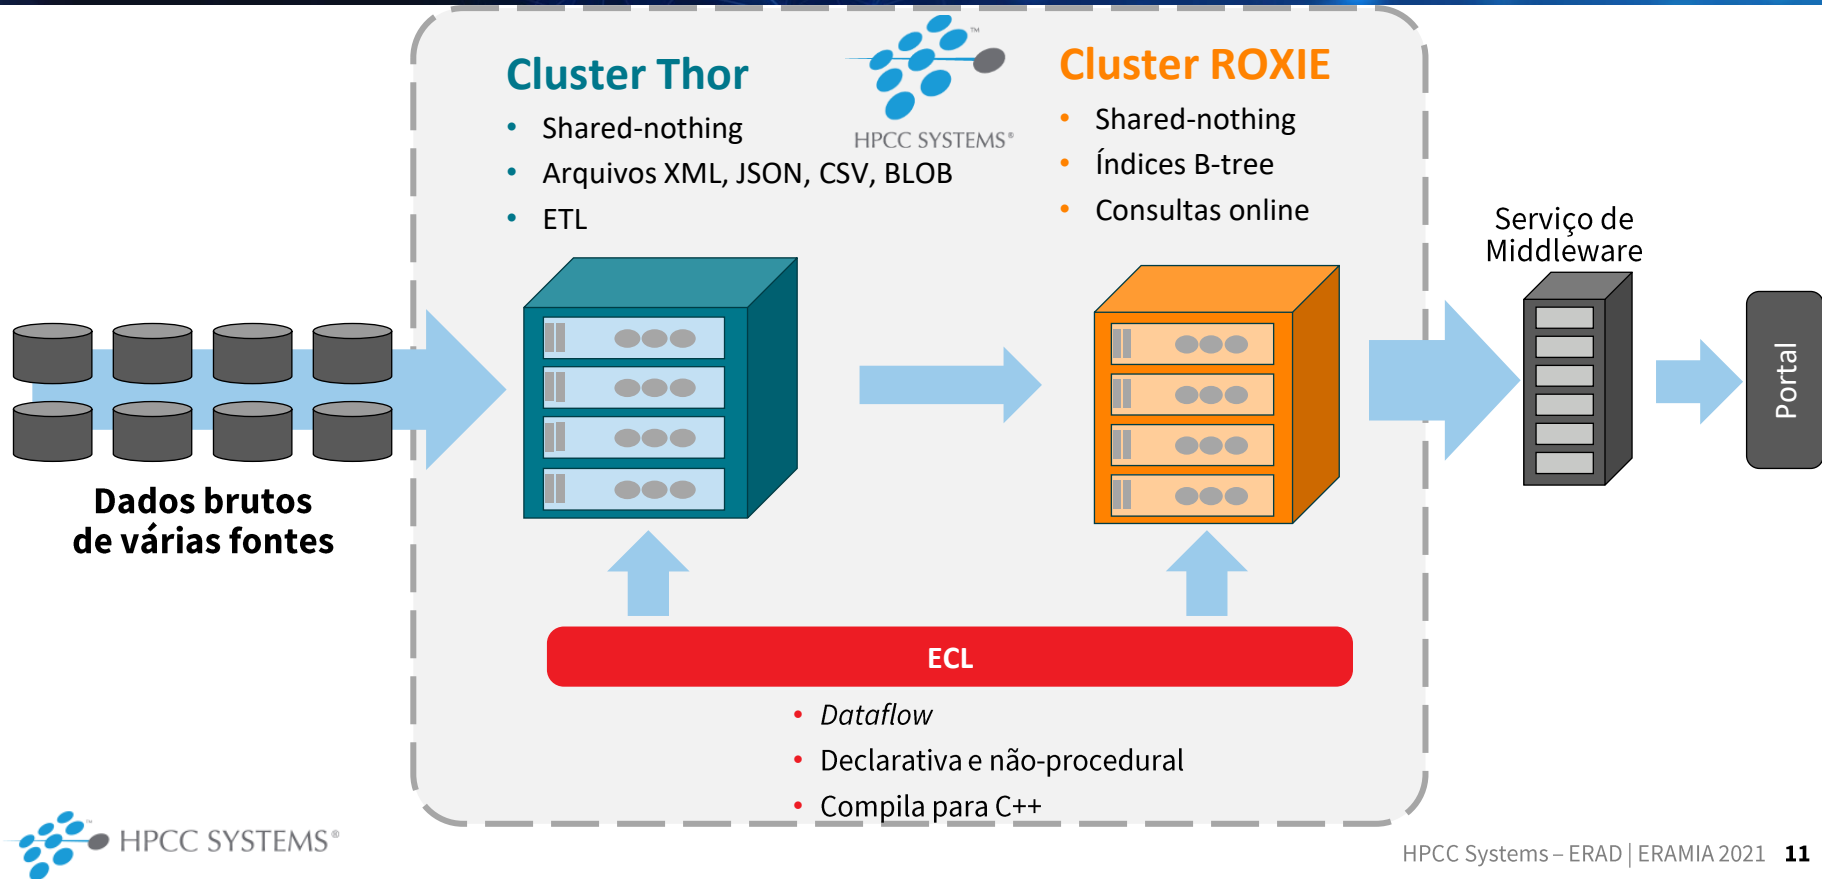 Cluster Thor
• Shared-nothing
• Arquivos XML, JSON, CSV, BLOB
• ETL
HPCC SYSTEMS®
Cluster ROXIE
• Shared-nothing
• Índices B-tree
• Consultas online
Serviço de
Middleware
Portal
Dados brutos
de várias fontes
ECL
• Dataflow
• Declarativa e não-procedural
• Compila para C++
HPCC SYSTEMS®
HPCC Systems – ERAD | ERAMIA 2021 11